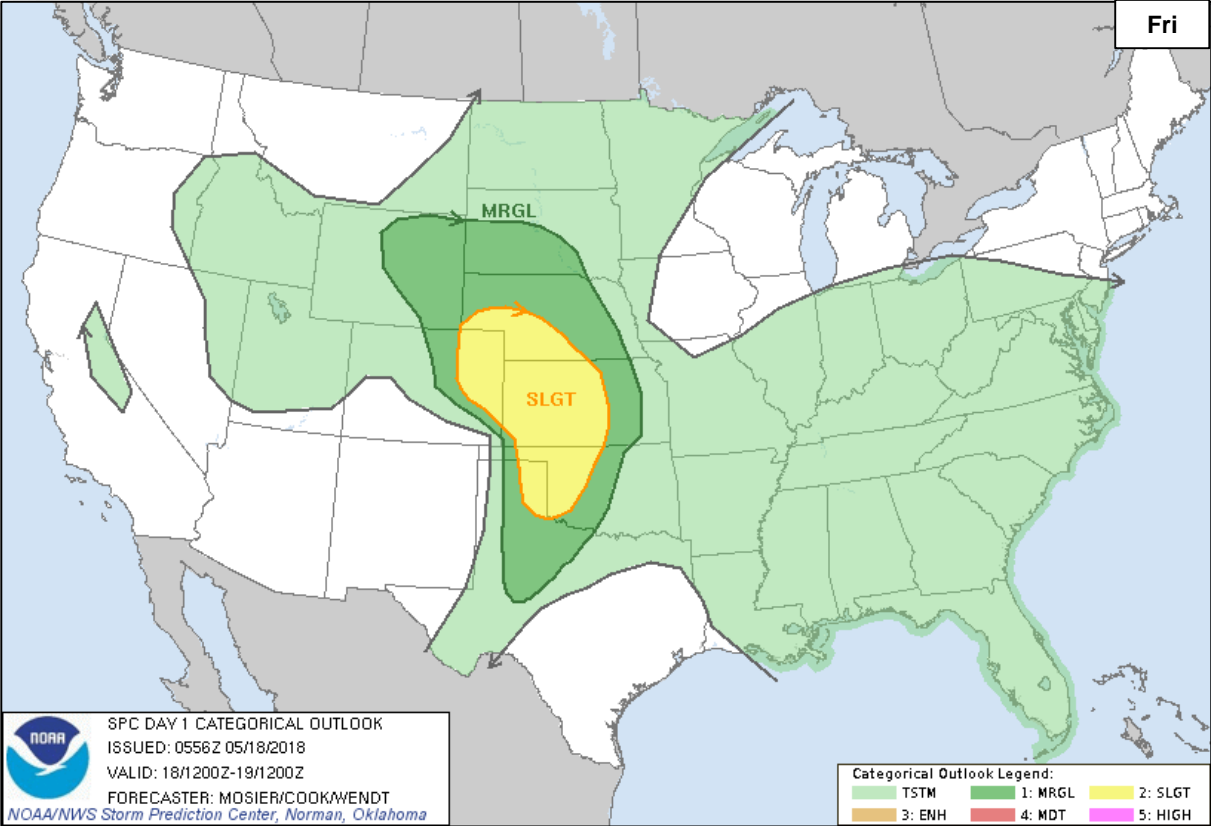 Fri
MRGL
SLGT
NOAA
SPC DAY 1 CATEGORICAL OUTLOOK
ISSUED: 0556Z 05/18/2018
VALID: 18/1200Z-19/1200Z
FORECASTER: MOSIER/COOK/WENDT
NOAA/NWS Storm Prediction Center, Norman, Oklahoma
Categorical Outlook Legend:
TSTM 1: MRGL 2: SLGT
3: ENH 4: MDT 5: HIGH